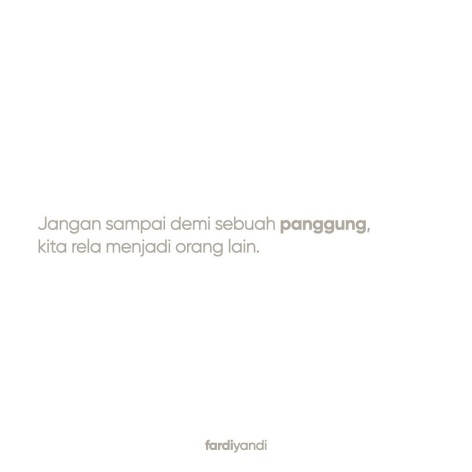 Jangan sampai demi sebuah panggung,
kita rela menjadi orang lain.
fardiyandi